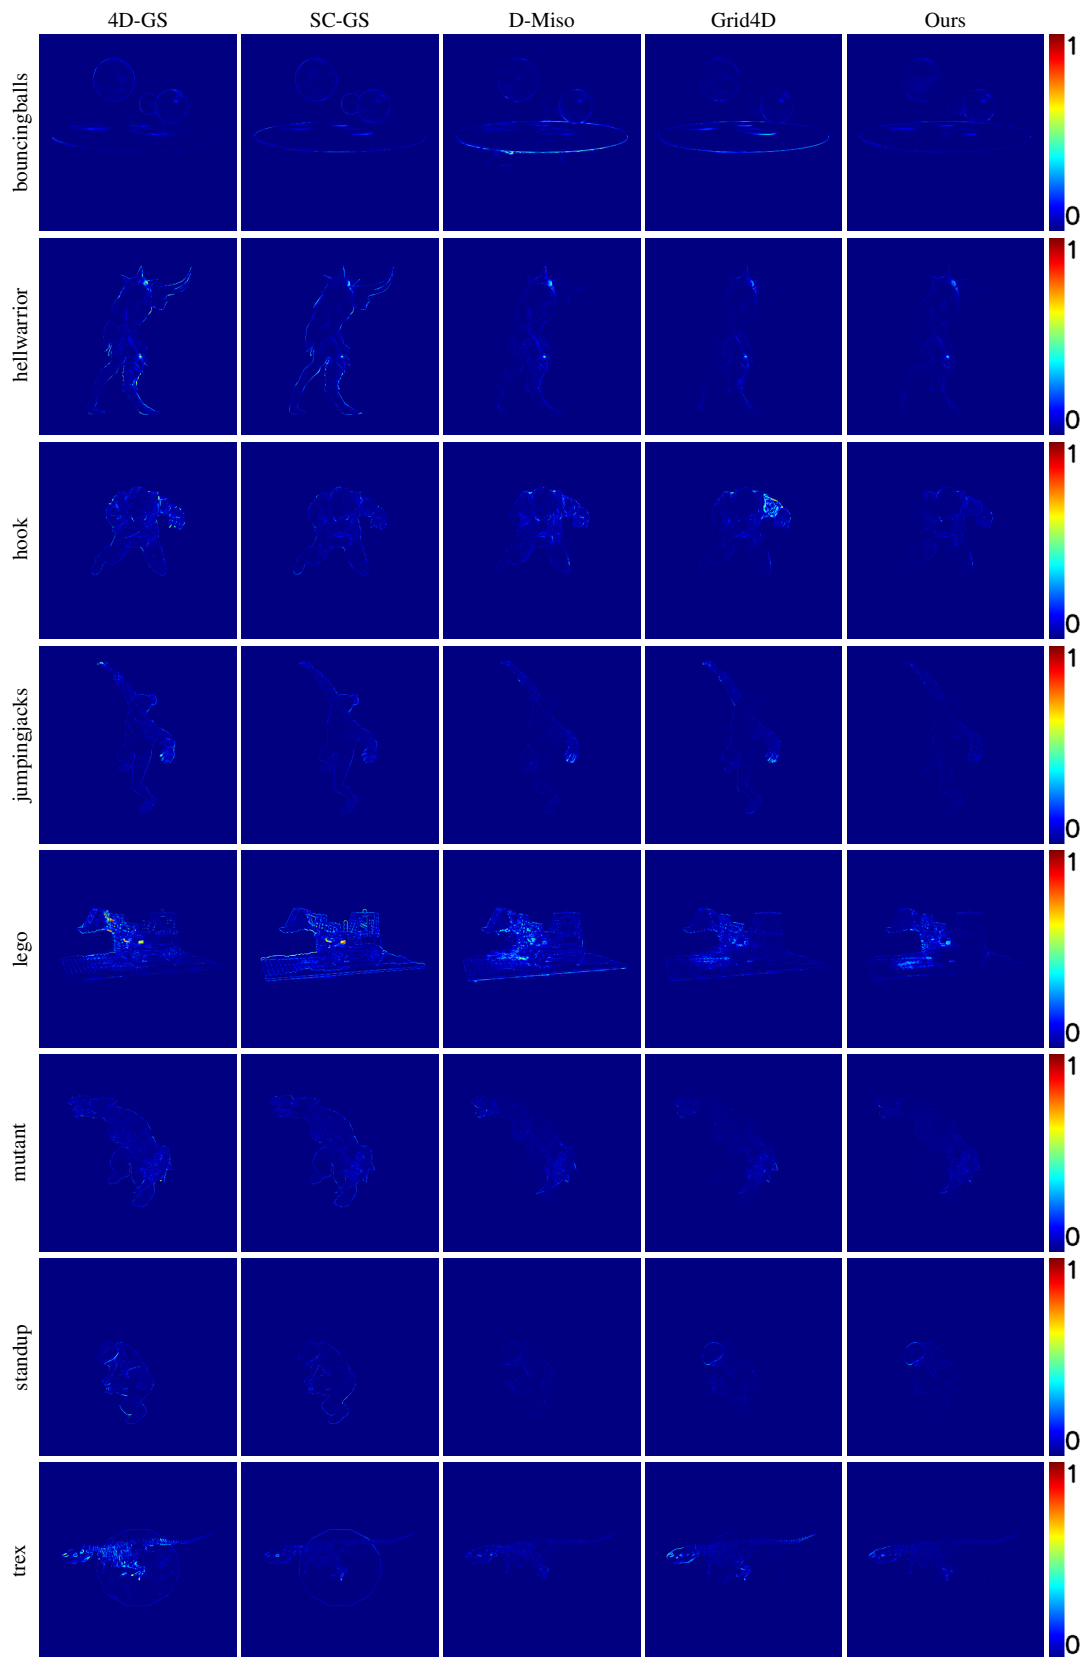 4D-GS SC-GS D-Miso Grid4D Ours
bouncingballs
1
0
hellwarrior
1
0
hook
1
0
jumpingjacks
1
0
lego
1
0
mutant
1
0
standup
1
0
trex
1
0